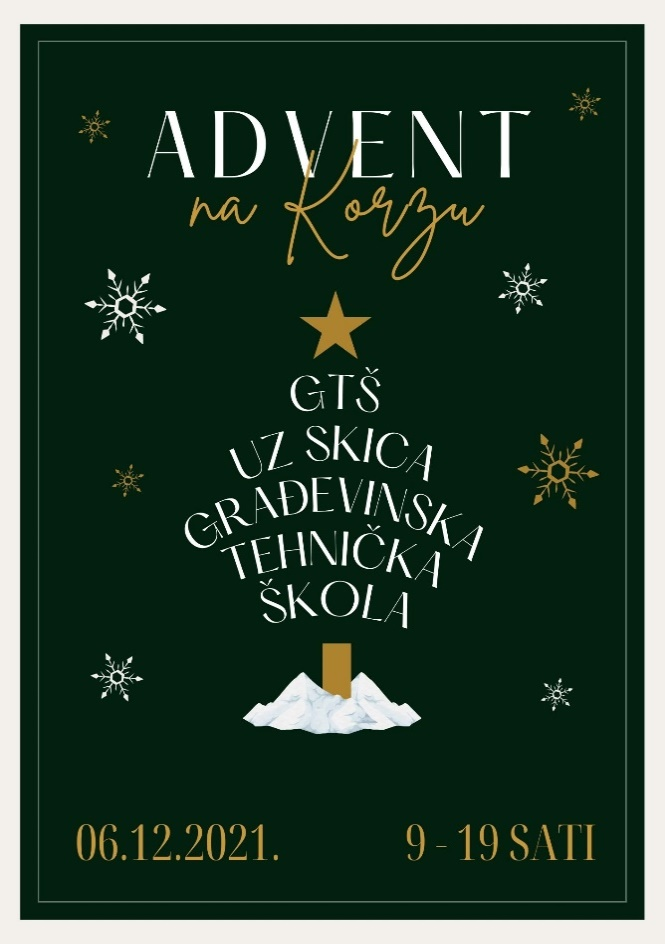 ADVENT
na Korzu
GTŠ
UZ SKICA
GRAĐEVINSKA
TEHNIČKA
ŠKOLA
06.12.2021.
9 - 19 SATI